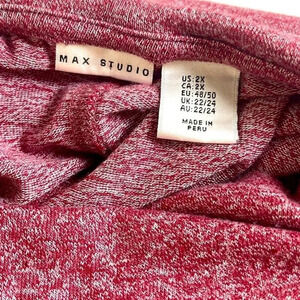 MAX STUDIO
US: 2X
CA: 2X
EU: 48/50
UK: 22/24
AU: 22/24
MADE IN
PERU